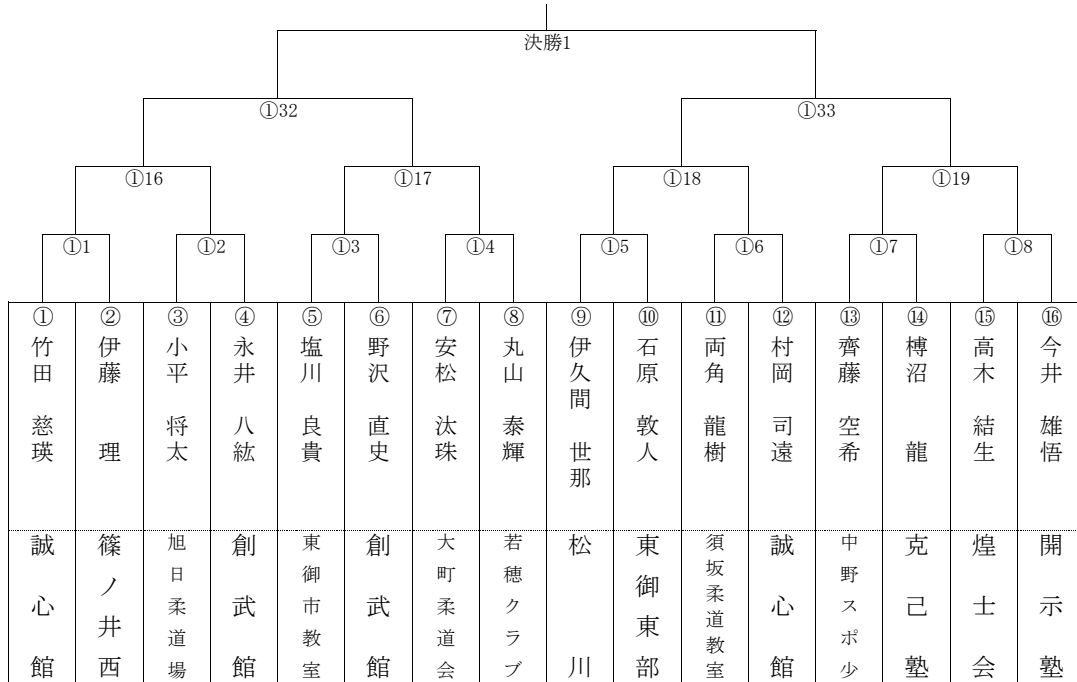 決勝1
①32
①33
①16
①17
①18
①19
①1
①2
①3
①4
①5
①6
①7
①8
① 竹田 慈瑛 誠心館
② 伊藤 理 篠ノ井西
③ 小平 将太 旭日柔道場
④ 永井 八紘 創武館
⑤ 塩川 良貴 東御市教室
⑥ 野沢 直史 創武館
⑦ 安松 汰珠 大町柔道会
⑧ 丸山 泰輝 若穂クラブ
⑨ 伊久間 世那 松川
⑩ 石原 敦人 東御東部
⑪ 両角 龍樹 須坂柔道教室
⑫ 村岡 司遠 誠心館
⑬ 齊藤 空希 中野スポ少
⑭ 榑沼 龍 克己塾
⑮ 高木 結生 煌士会
⑯ 今井 雄悟 開示塾